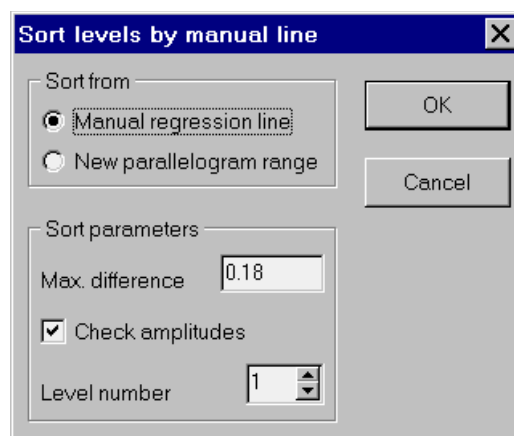 Sort levels by manual line
Sort from
Manual regression line
New parallelogram range
OK
Cancel
Sort parameters
Max. difference 0.18
Check amplitudes
Level number 1